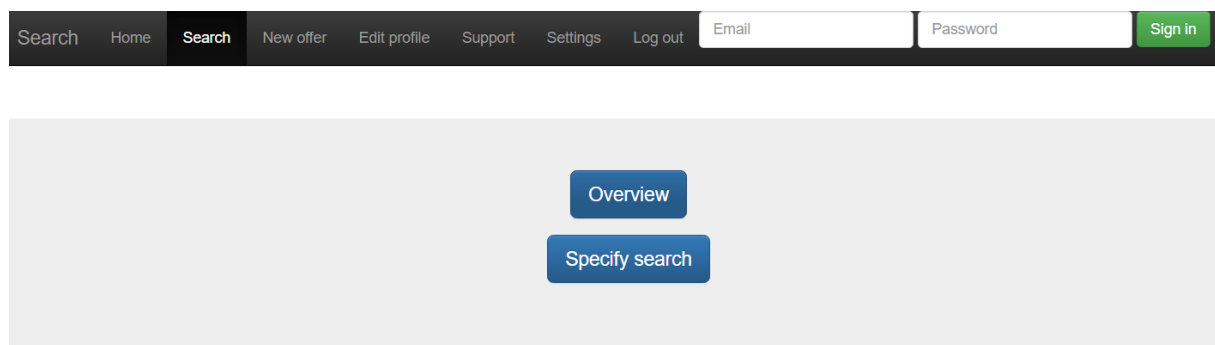 Search Home Search New offer Edit profile Support Settings Log out Email Password Sign in
Overview
Specify search